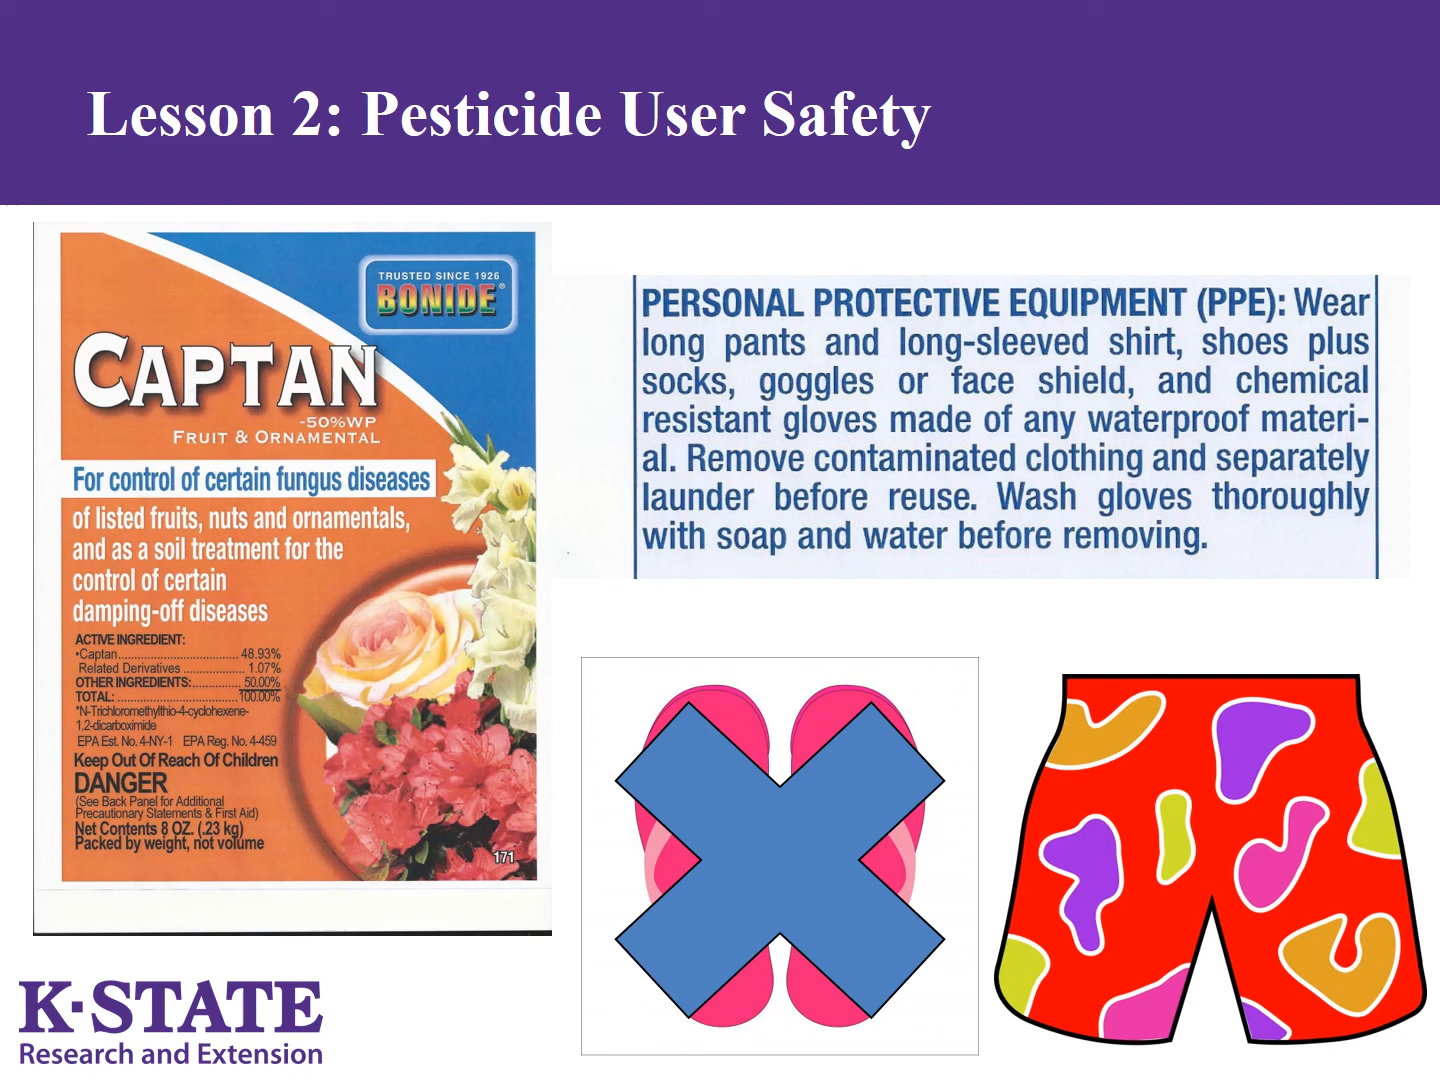 Lesson 2: Pesticide User Safety
TRUSTED SINCE 1926
BONIDE®
CAPTAN
-50%WP
FRUIT & ORNAMENTAL
For control of certain fungus diseases
of listed fruits, nuts and ornamentals,
and as a soil treatment for the
control of certain
damping-off diseases
ACTIVE INGREDIENT:
•Captan.................................... 48.93%
Related Derivatives .................. 1.07%
OTHER INGREDIENTS:.............. 50.00%
TOTAL: .................................... 100.00%
*N-Trichloromethylthio-4-cyclohexene-
1,2-dicarboximide
EPA Est. No. 4-NY-1 EPA Reg. No. 4-459
Keep Out Of Reach Of Children
DANGER
(See Back Panel for Additional
Precautionary Statements & First Aid)
Net Contents 8 OZ. (.23 kg)
Packed by weight, not volume
171
PERSONAL PROTECTIVE EQUIPMENT (PPE): Wear
long pants and long-sleeved shirt, shoes plus
socks, goggles or face shield, and chemical
resistant gloves made of any waterproof materi-
al. Remove contaminated clothing and separately
launder before reuse. Wash gloves thoroughly
with soap and water before removing.
K-STATE
Research and Extension